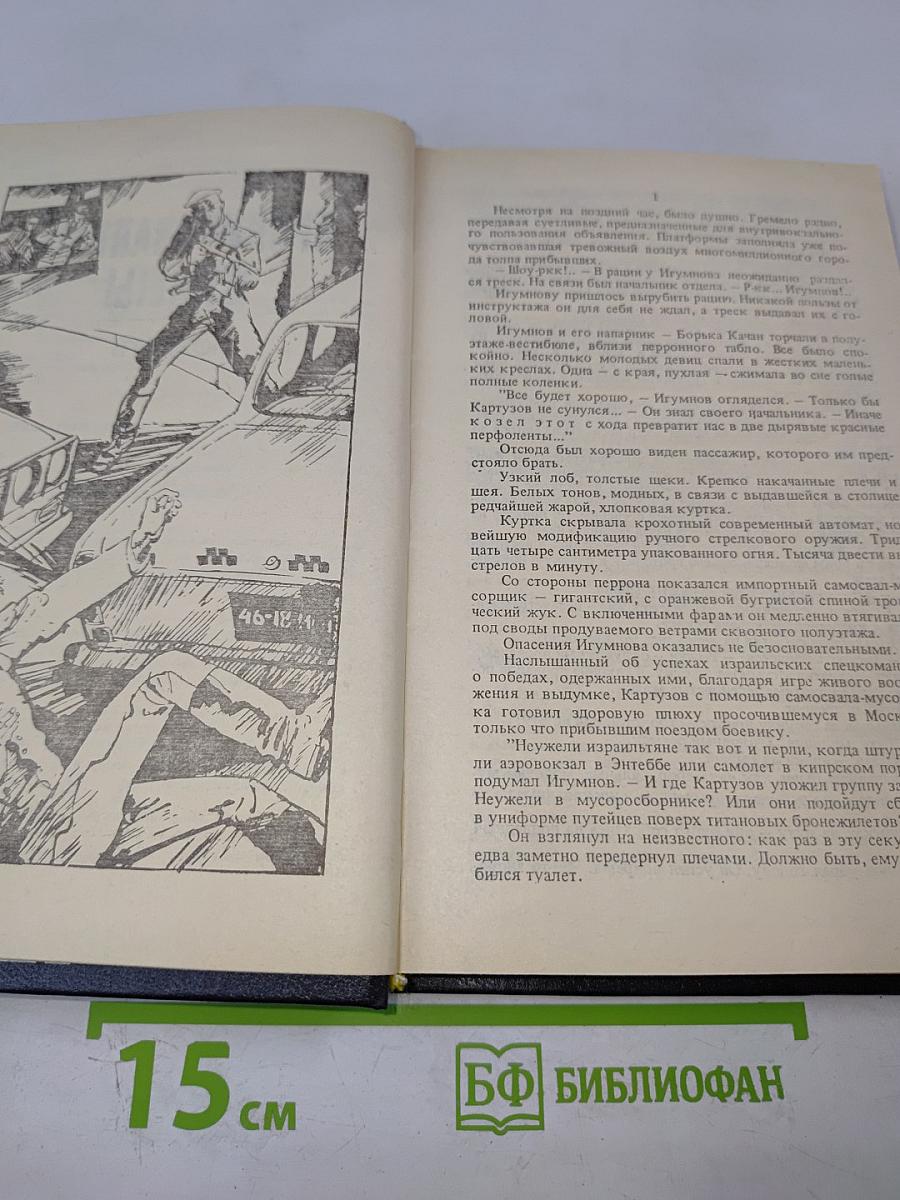 46-18
1
Несмотря на поздний час, было душно. Гремело радио,
передавая суетливые, предназначенные для внутривокзально-
го пользования объявления. Платформы заполняла уже по-
чувствовавшая тревожный воздух многомиллионного горо-
да толпа прибывших.
— Шоу-ркк!.. — В рации у Игумнова неожиданно раздал-
ся треск. На связи был начальник отдела. — Р-кк... Игумнов!..
Игумнову пришлось вырубить рацию. Никакой пользы от
инструктажа он для себя не ждал, а треск выдавал их с го-
ловой.
Игумнов и его напарник — Борька Качан торчали в полу-
этаже-вестибюле, вблизи перронного табло. Все было спо-
койно. Несколько молодых девиц спали в жестких малень-
ких креслах. Одна — с края, пухлая — сжимала во сне голые
полные коленки.
"Все будет хорошо, — Игумнов огляделся. — Только бы
Картузов не сунулся... — Он знал своего начальника. — Иначе
козел этот с хода превратит нас в две дырявые красные
перфоленты..."
Отсюда был хорошо виден пассажир, которого им пред-
стояло брать.
Узкий лоб, толстые щеки. Крепко накачанные плечи и
шея. Белых тонов, модных, в связи с выдавшейся в столице
редчайшей жарой, хлопковая куртка.
Куртка скрывала крохотный современный автомат, но
вейшую модификацию ручного стрелкового оружия. Трид
цать четыре сантиметра упакованного огня. Тысяча двести вы
стрелов в минуту.
Со стороны перрона показался импортный самосвал-м
сорщик — гигантский, с оранжевой бугристой спиной троп
ческий жук. С включенными фарами он медленно втягивал
под своды продуваемого ветрами сквозного полуэтажа.
Опасения Игумнова оказались не безосновательными.
Наслышанный об успехах израильских спецкоман
о победах, одержанных ими, благодаря игре живого воо
жения и выдумке, Картузов с помощью самосвала-мусо
ка готовил здоровую плюху просочившемуся в Моск
только что прибывшим поездом боевику.
"Неужели израильтяне так вот и перли, когда штур
ли аэровокзал в Энтеббе или самолет в кипрском пор
подумал Игумнов. — И где Картузов уложил группу за
Неужели в мусоросборнике? Или они подойдут сб
в униформе путейцев поверх титановых бронежилетов?
Он взглянул на неизвестного: как раз в эту секу
едва заметно передернул плечами. Должно быть, ему
бился туалет.
15 см
БФ БИБЛИОФАН